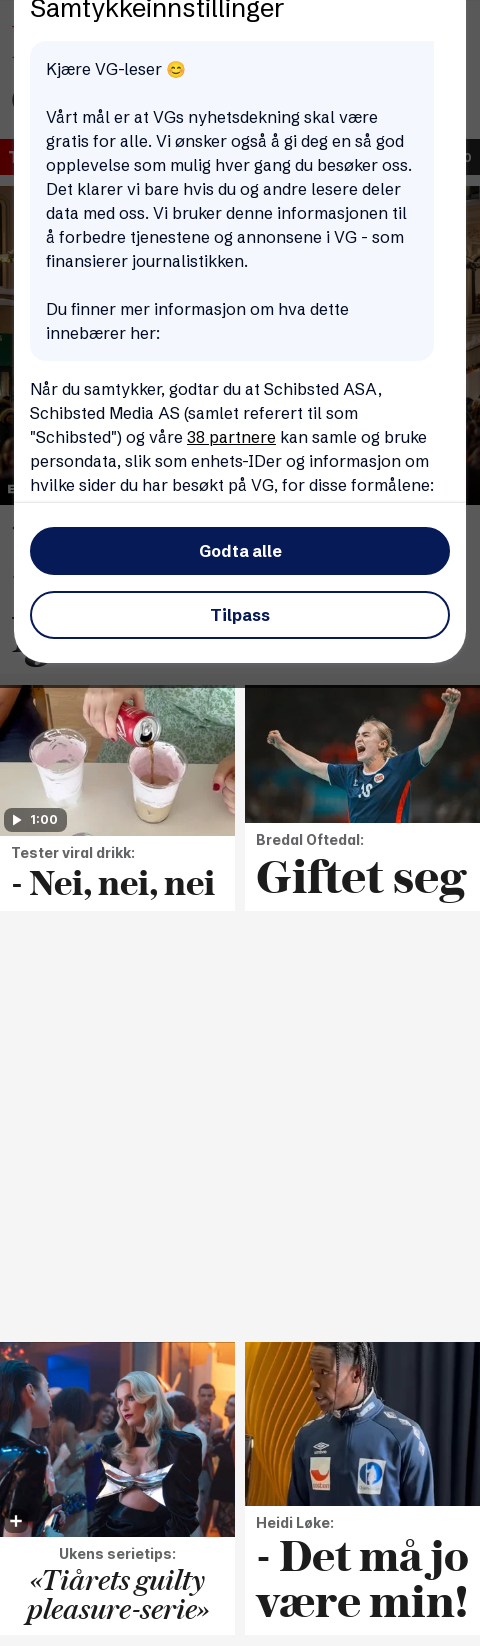 Samtykkeinnstillinger
Kjære VG-leser 😊
Vårt mål er at VGs nyhetsdekning skal være
gratis for alle. Vi ønsker også å gi deg en så god
opplevelse som mulig hver gang du besøker oss.
Det klarer vi bare hvis du og andre lesere deler
data med oss. Vi bruker denne informasjonen til
å forbedre tjenestene og annonsene i VG - som
finansierer journalistikken.
Du finner mer informasjon om hva dette
innebærer her:
Når du samtykker, godtar du at Schibsted ASA,
Schibsted Media AS (samlet referert til som
"Schibsted") og våre 38 partnere kan samle og bruke
persondata, slik som enhets-IDer og informasjon om
hvilke sider du har besøkt på VG, for disse formålene:
Godta alle
Tilpass
1:00
Tester viral drikk:
- Nei, nei, nei
Bredal Oftedal:
Giftet seg
Ukens serietips:
«Tiårets guilty
pleasure-serie»
Heidi Løke:
- Det må jo
være min!